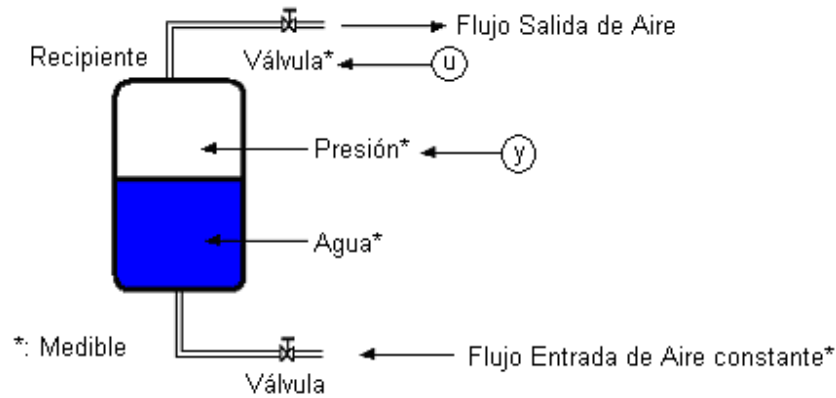 Flujo Salida de Aire
Recipiente
Válvula*
u
Presión*
y
Agua*
*: Medible
Flujo Entrada de Aire constante*
Válvula